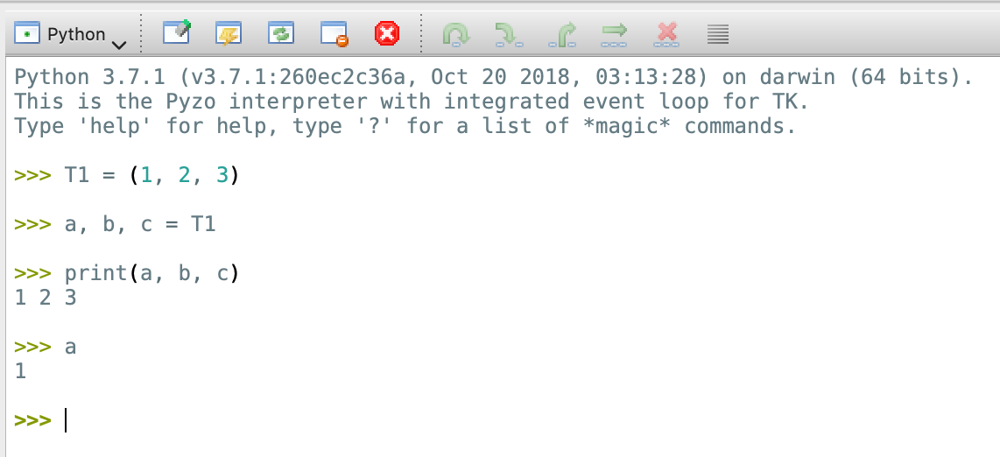 Python
Python 3.7.1 (v3.7.1:260ec2c36a, Oct 20 2018, 03:13:28) on darwin (64 bits).
This is the Pyzo interpreter with integrated event loop for TK.
Type 'help' for help, type '?' for a list of *magic* commands.
>>> T1 = (1, 2, 3)
>>> a, b, c = T1
>>> print(a, b, c)
1 2 3
>>> a
1
>>>